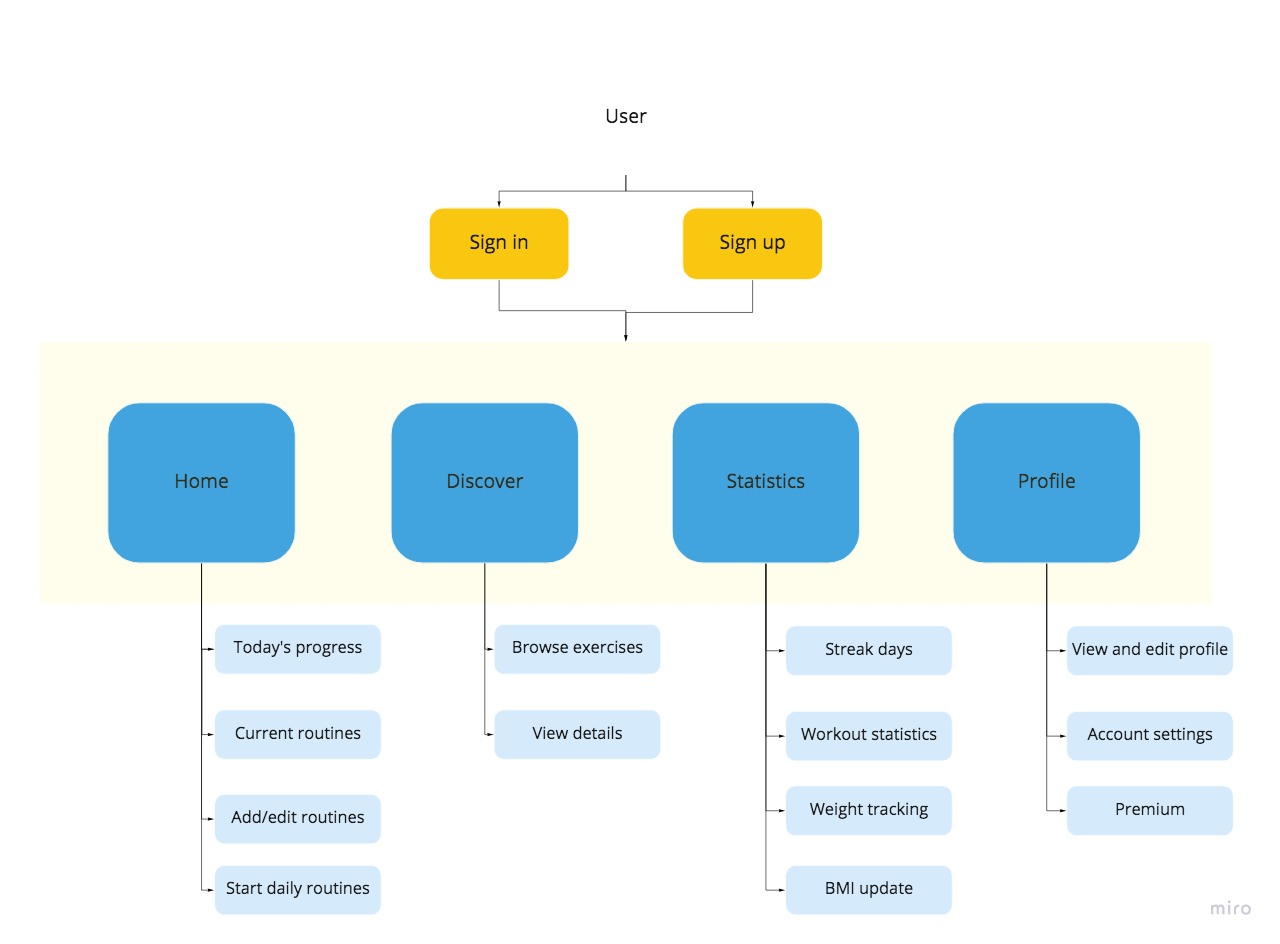 User
Sign in
Sign up
Home
Discover
Statistics
Profile
Today's progress
Current routines
Add/edit routines
Start daily routines
Browse exercises
View details
Streak days
Workout statistics
Weight tracking
BMI update
View and edit profile
Account settings
Premium
miro